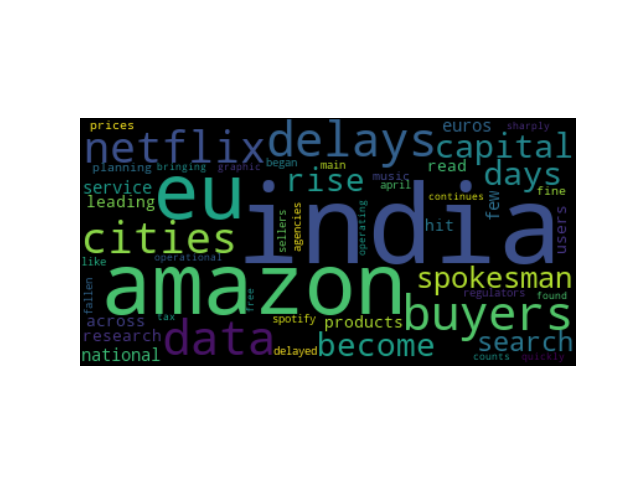 prices
euros
sharply
netflix
delays
capital
planning
bringing
graphic
began
main
read
days
service
eu
rise
music
april
fine
leading
india
continues
few
users
cities
sellers
agencies
operating
hit
like
operational
amazon
spokesman
fallen
free
regulators
found
across
tax
spotify
products
buyers
research
data
become
search
national
delayed
counts
quickly